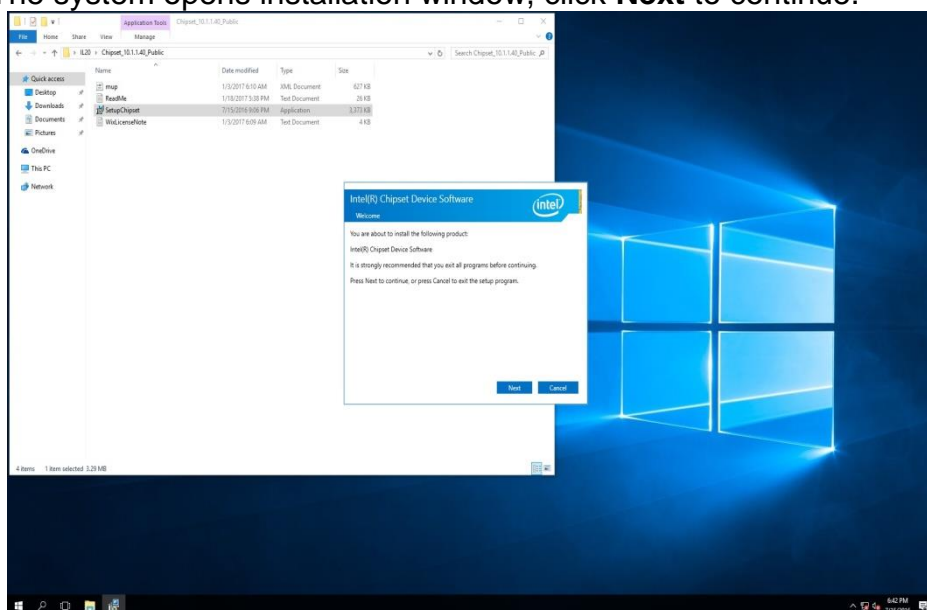 The system opens installation window, click Next to continue.
Application Tools Chipset_10.1.1.40_Public
File Home Share View Manage
IL20 > Chipset_10.1.1.40_Public
Search Chipset_10.1.1.40_Public
Name Date modified Type Size
Quick access
Desktop
Downloads
Documents
Pictures
OneDrive
This PC
Network
mup 1/3/2017 6:10 AM XML Document 627 KB
ReadMe 1/18/2017 3:38 PM Text Document 26 KB
SetupChipset 7/15/2016 9:06 PM Application 3,373 KB
WixLicenseNote 1/3/2017 6:09 AM Text Document 4 KB
Intel(R) Chipset Device Software
intel
Welcome
You are about to install the following product:
Intel(R) Chipset Device Software
It is strongly recommended that you exit all programs before continuing.
Press Next to continue, or press Cancel to exit the setup program.
Next Cancel
4 items 1 item selected 3.29 MB
6:42 PM